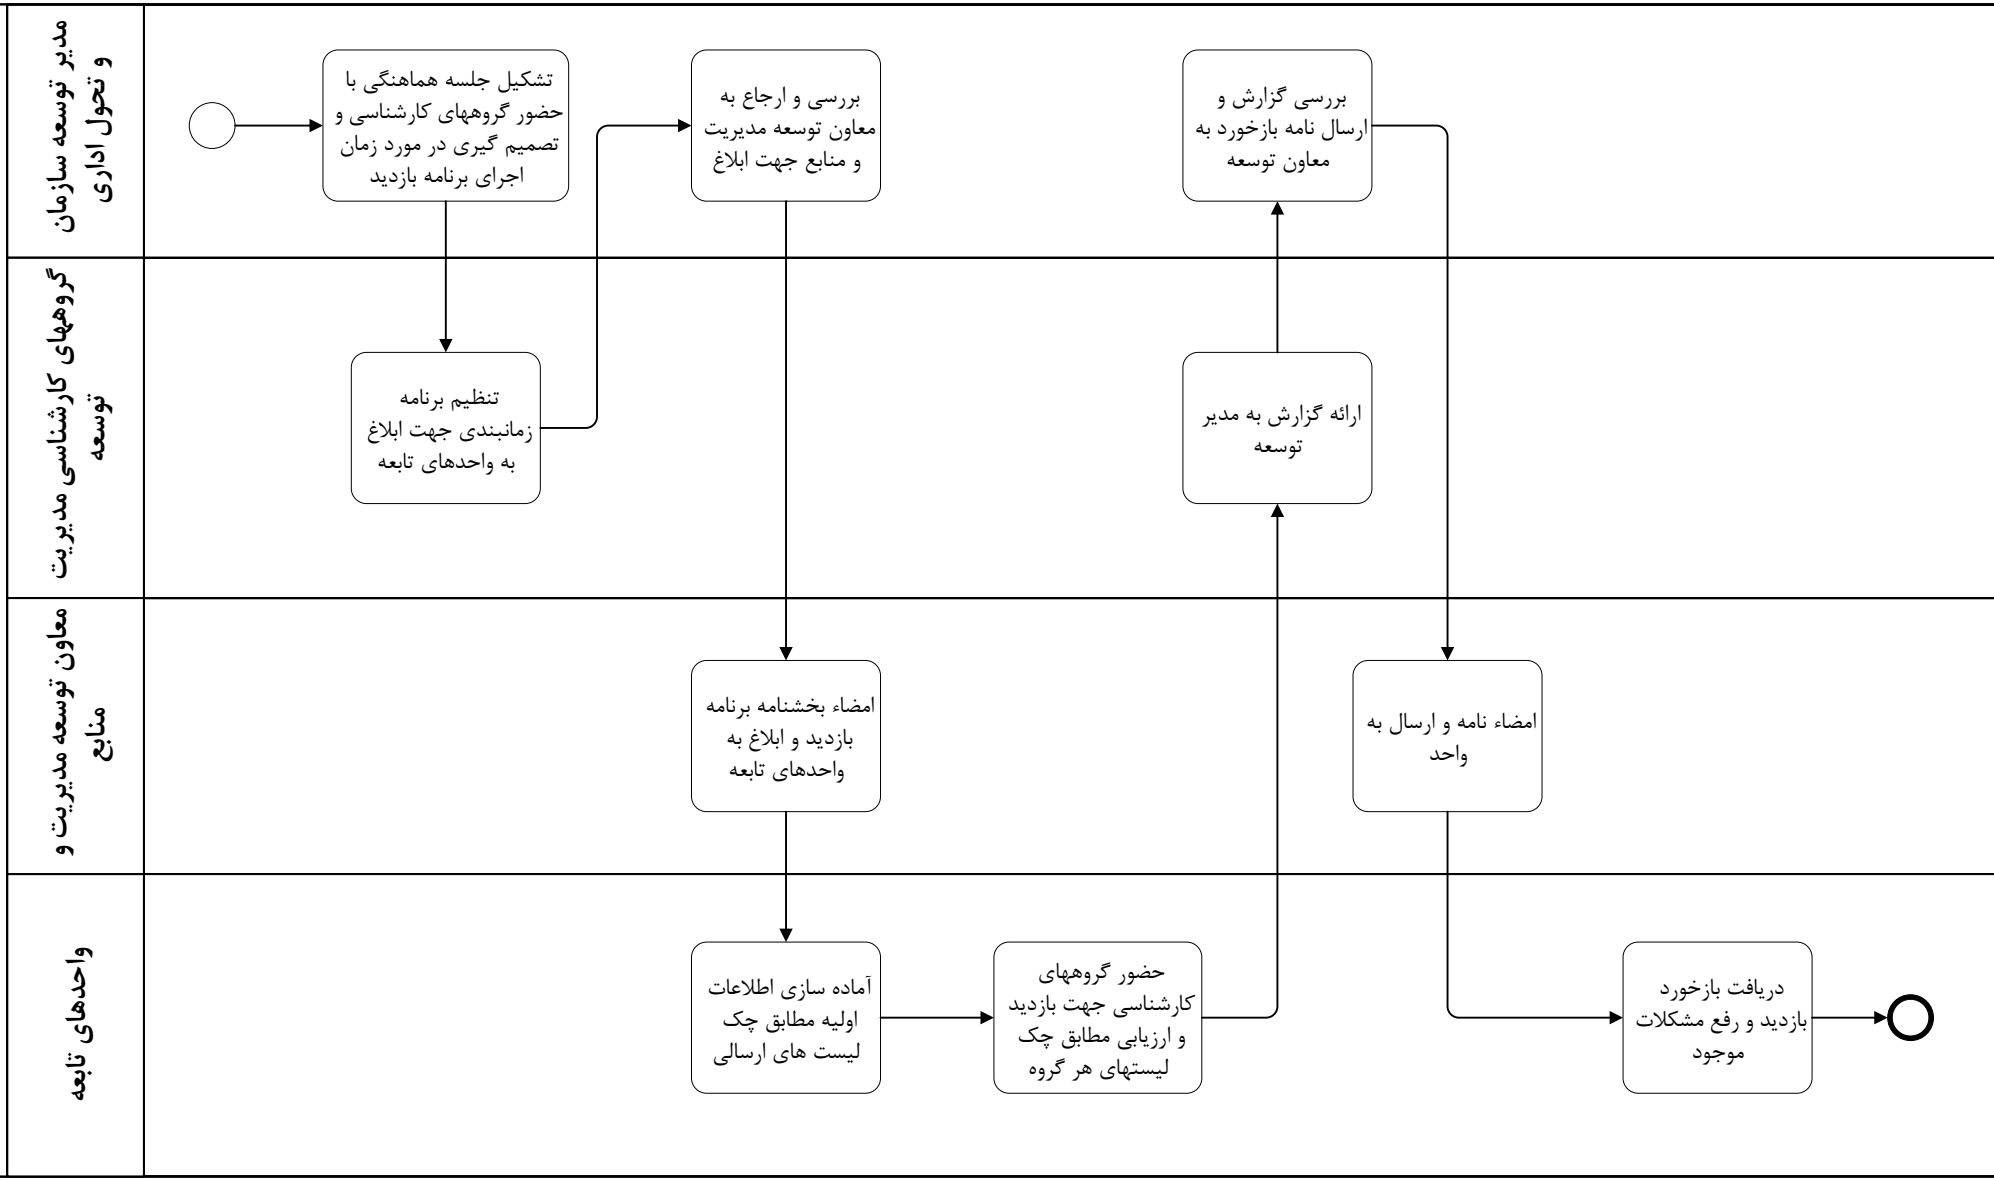 مدیر توسعه سازمان
و تحول اداری
تشکیل جلسه هماهنگی با
حضور گروههای کارشناسی و
تصمیم گیری در مورد زمان
اجرای برنامه بازدید
بررسی و ارجاع به
معاون توسعه مدیریت
و منابع جهت ابلاغ
بررسی گزارش و
ارسال نامه بازخورد به
معاون توسعه
گروههای کارشناسی مدیریت
توسعه
تنظیم برنامه
زمانبندی جهت ابلاغ
به واحدهای تابعه
ارائه گزارش به مدیر
توسعه
معاون توسعه مدیریت و
منابع
امضاء بخشنامه برنامه
بازدید و ابلاغ به
واحدهای تابعه
امضاء نامه و ارسال به
واحد
واحدهای تابعه
آماده سازی اطلاعات
اولیه مطابق چک
لیست های ارسالی
حضور گروههای
کارشناسی جهت بازدید
و ارزیابی مطابق چک
لیستهای هر گروه
دریافت بازخورد
بازدید و رفع مشکلات
موجود